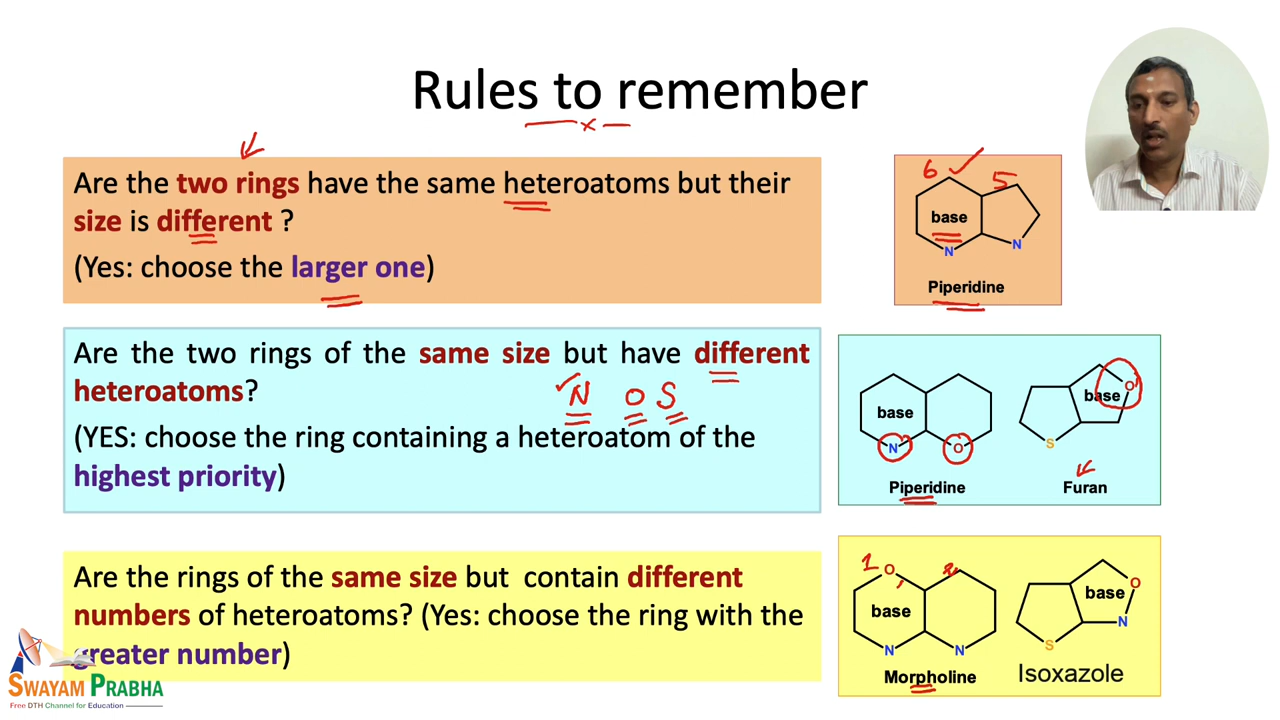 Rules to remember
Are the two rings have the same heteroatoms but their
size is different ?
(Yes: choose the larger one)
6
5
base
N
N
Piperidine
Are the two rings of the same size but have different
heteroatoms?
N O S
(YES: choose the ring containing a heteroatom of the
highest priority)
base
N
O
Piperidine
O
base
S
Furan
Are the rings of the same size but contain different
numbers of heteroatoms? (Yes: choose the ring with the
greater number)
1
O
base
N
N
Morpholine
O
base
N
S
Isoxazole
SWAYAM PRABHA
Free DTH Channel for Education